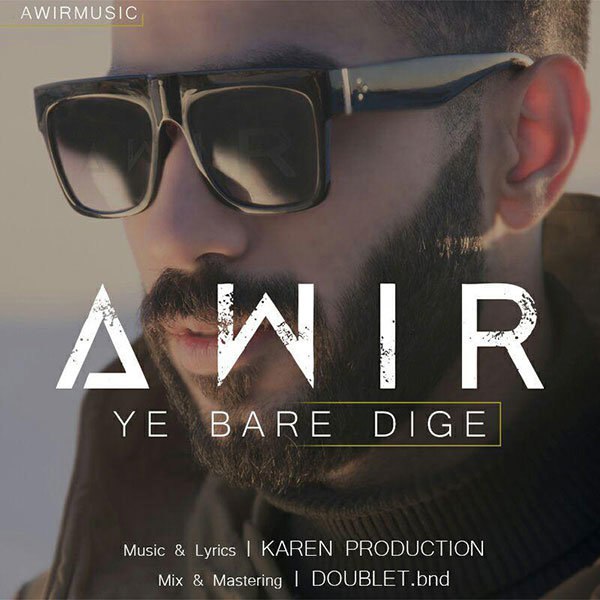 AWIRMUSIC
AWIR
YE BARE DIGE
Music & Lyrics | KAREN PRODUCTION
Mix & Mastering | DOUBLET.bnd